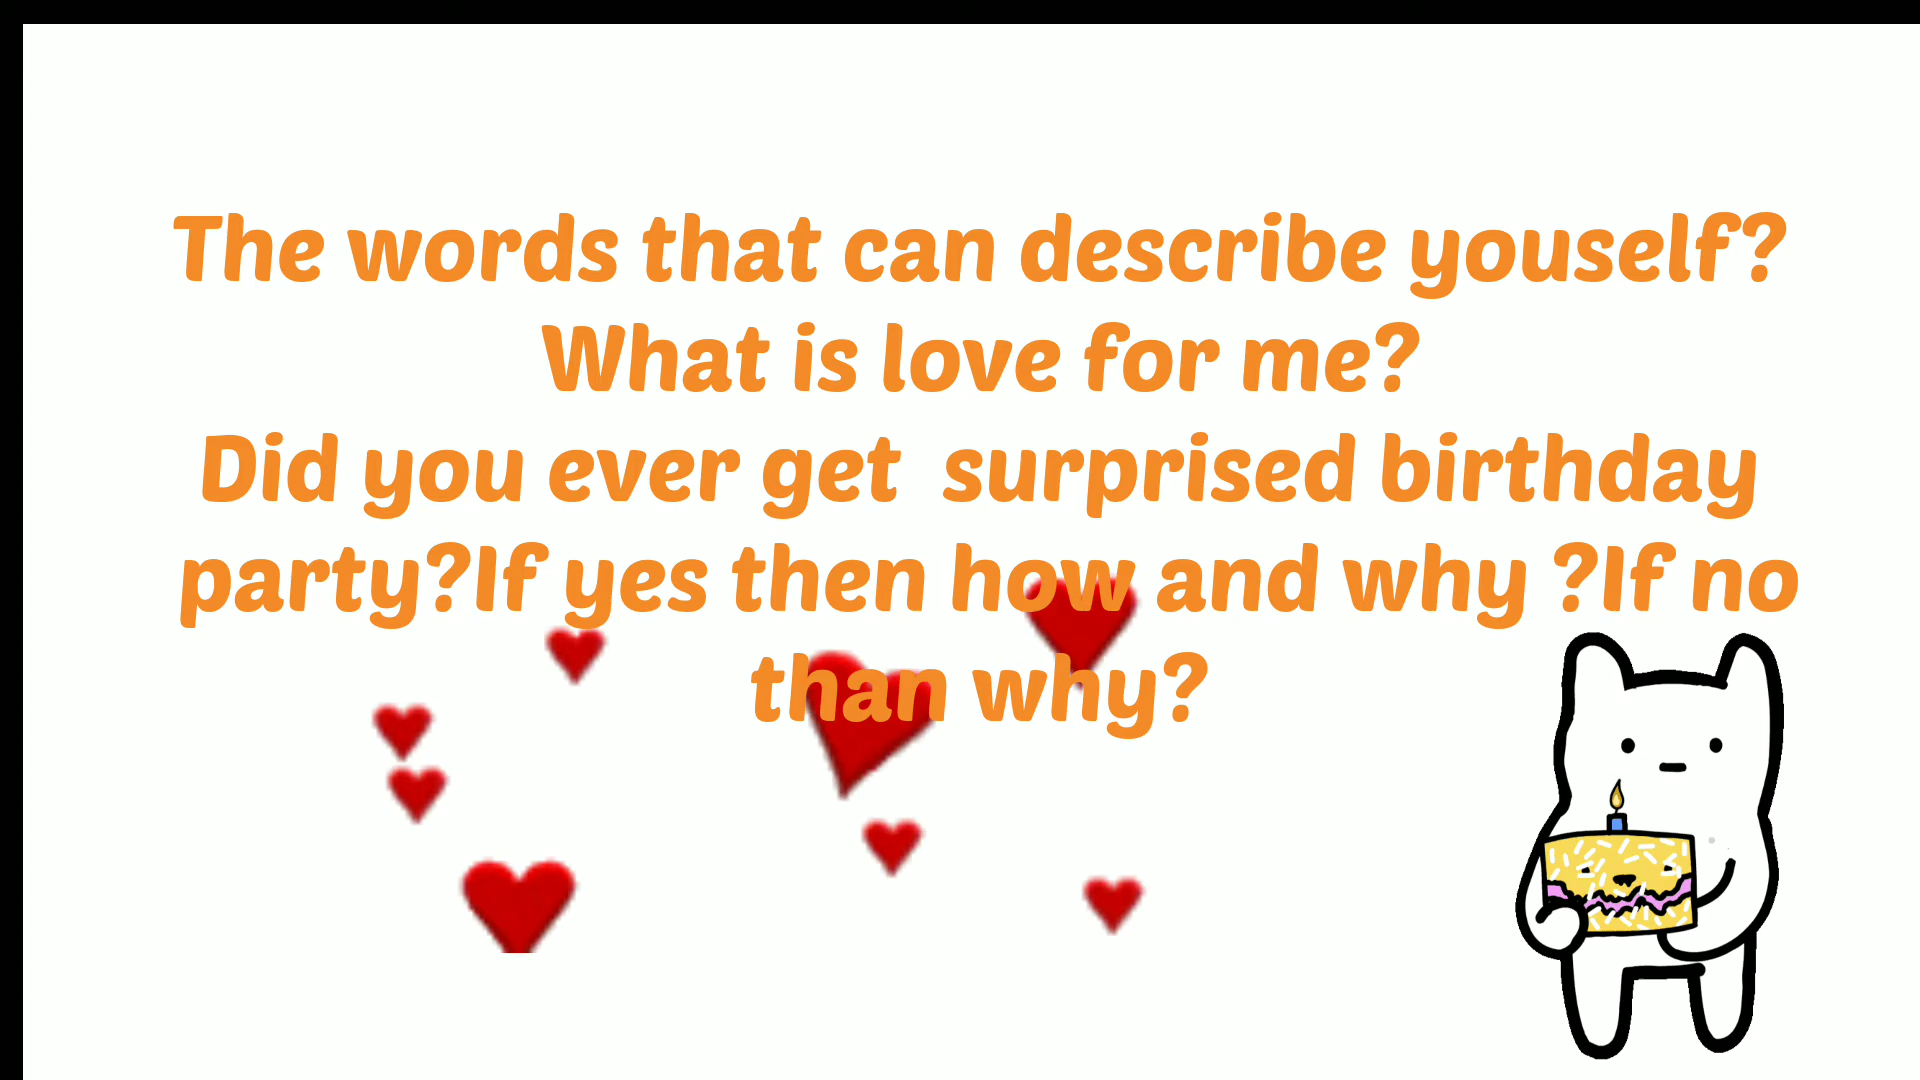 The words that can describe youself?
What is love for me?
Did you ever get  surprised birthday
party?If yes then how and why ?If no
than why?